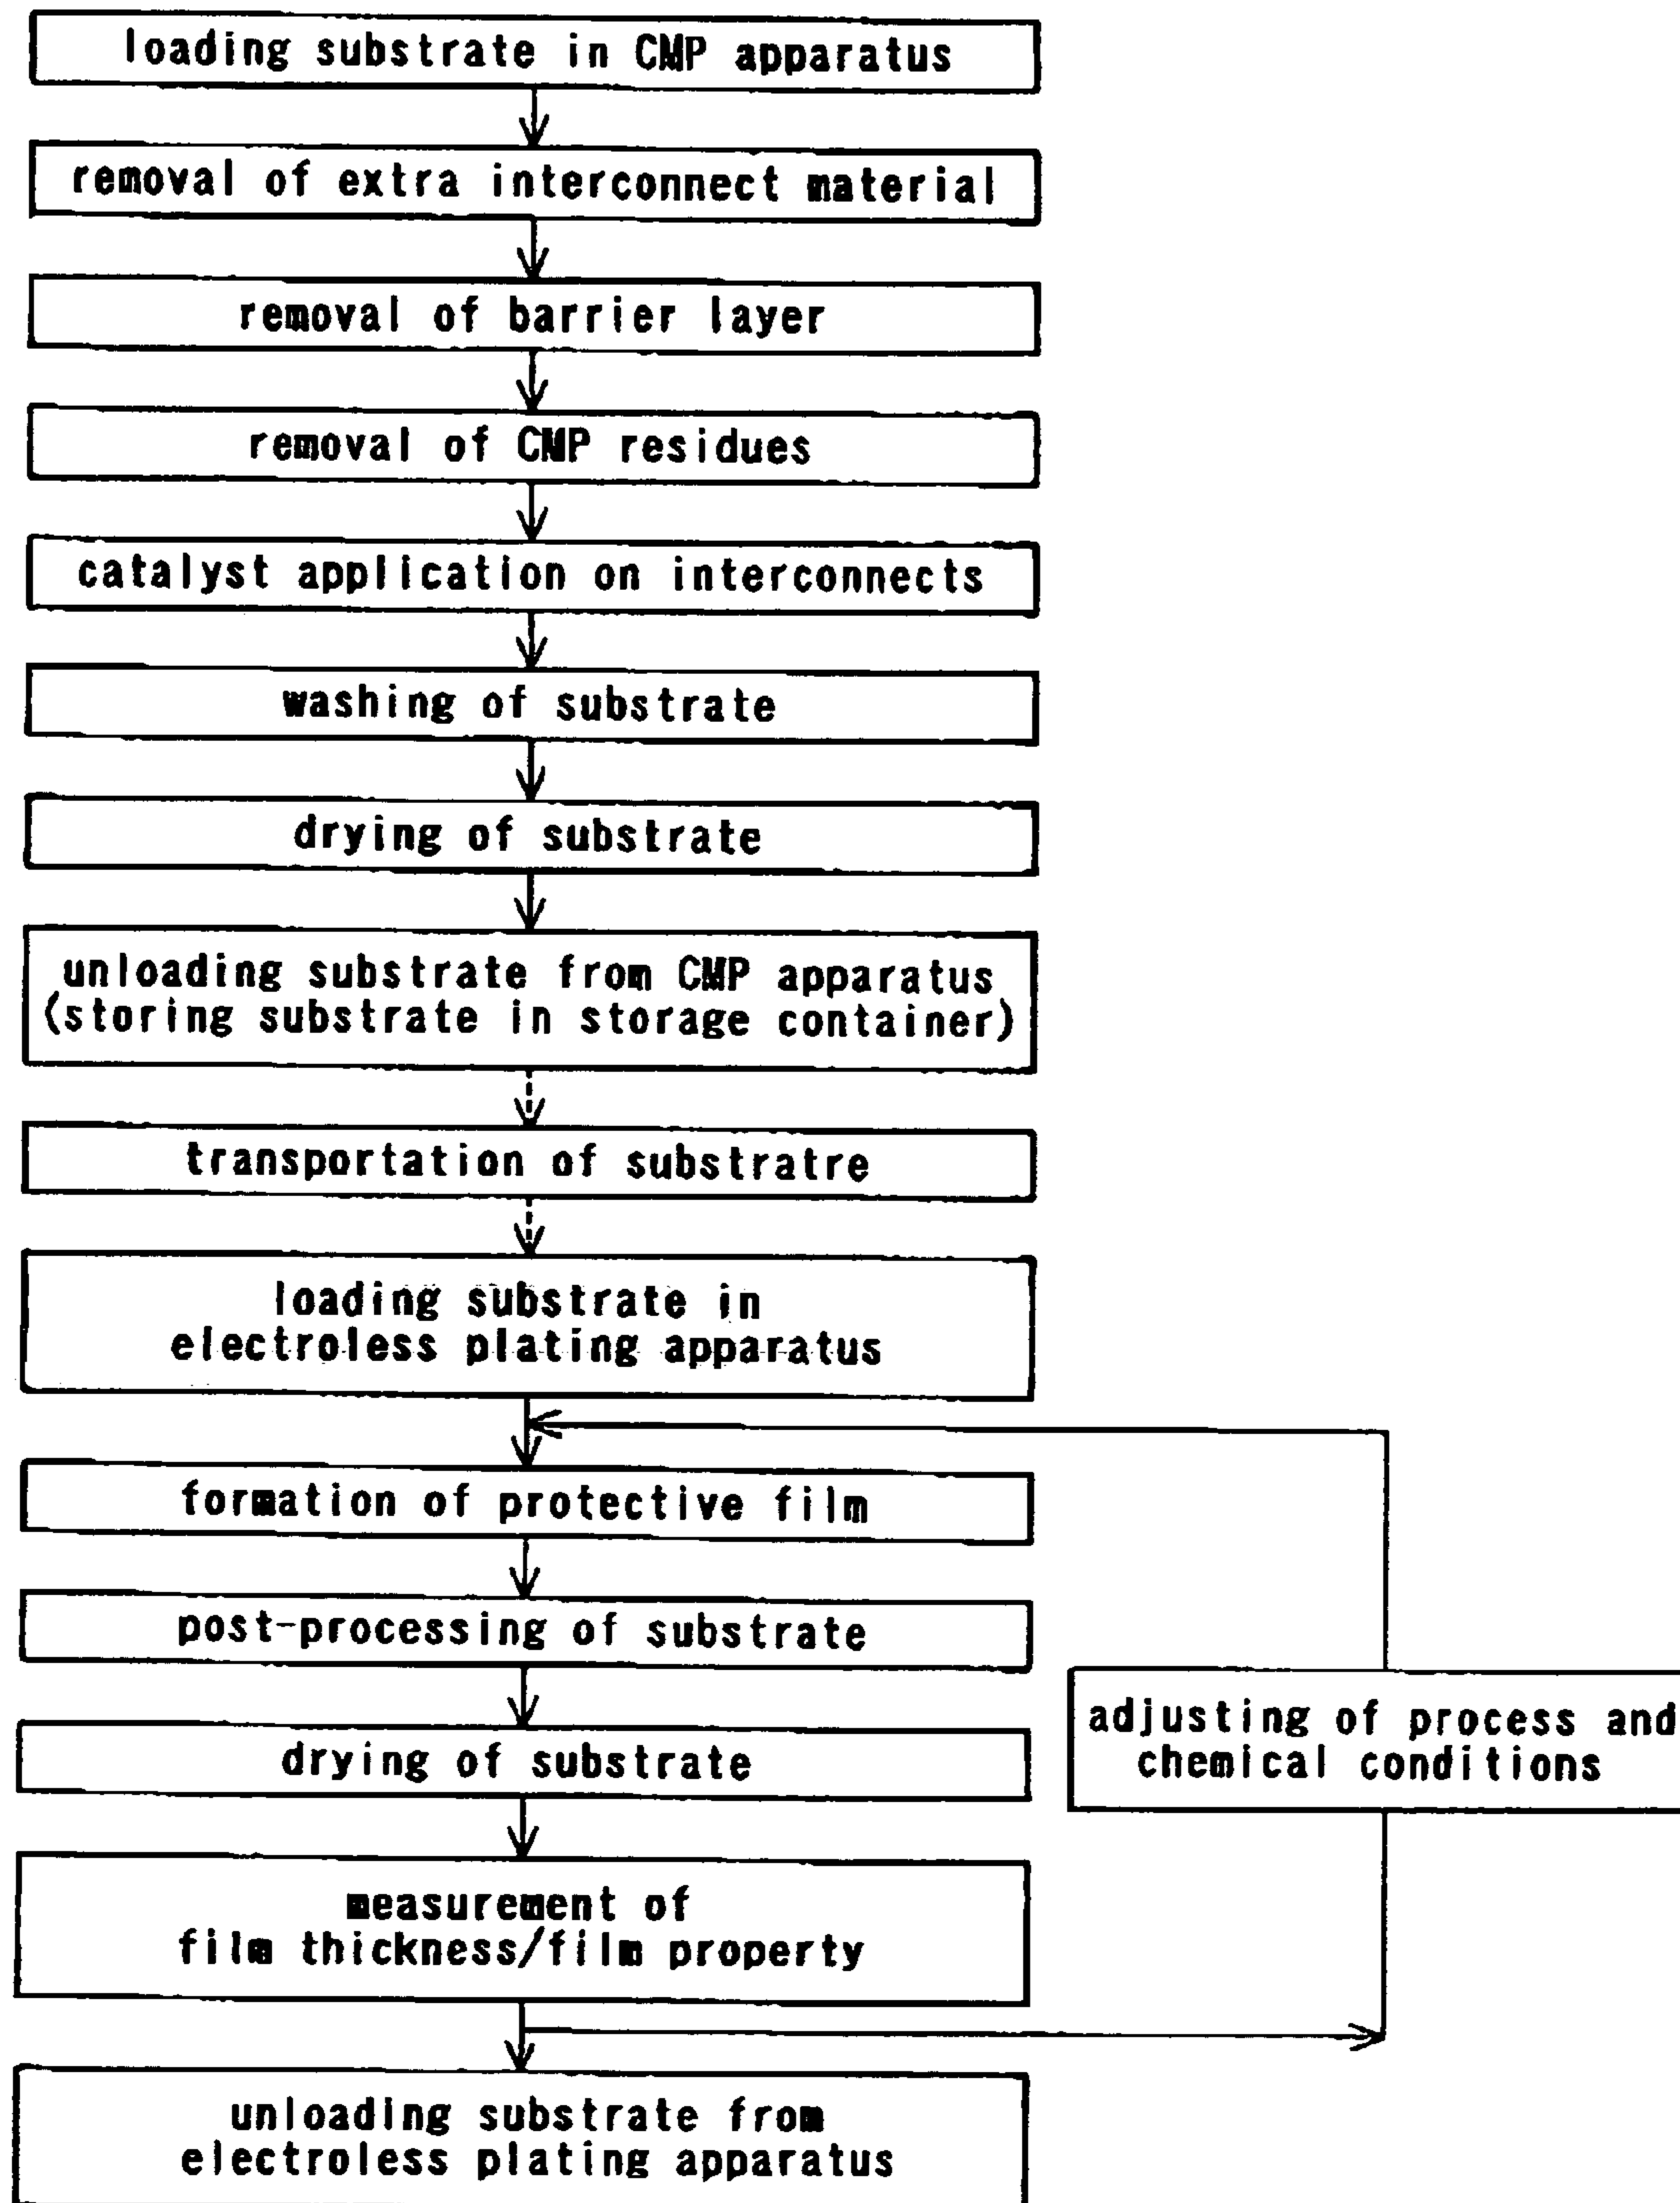 loading substrate in CMP apparatus
removal of extra interconnect material
removal of barrier layer
removal of CMP residues
catalyst application on interconnects
washing of substrate
drying of substrate
unloading substrate from CMP apparatus
(storing substrate in storage container)
transportation of substratre
loading substrate in
electroless plating apparatus
formation of protective film
post-processing of substrate
adjusting of process and
chemical conditions
drying of substrate
measurement of
film thickness/film property
unloading substrate from
electroless plating apparatus